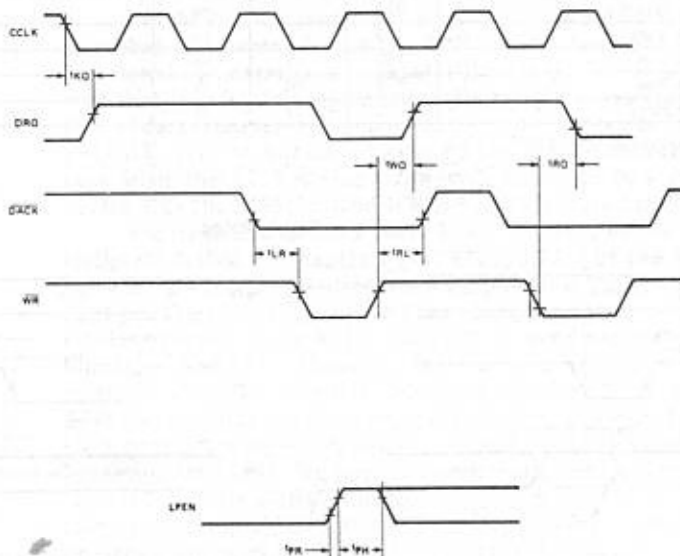 CCLK
tKQ
DRQ
tWQ
tRQ
DACK
tLR
tRL
WR
LPEN
tPR
tPH